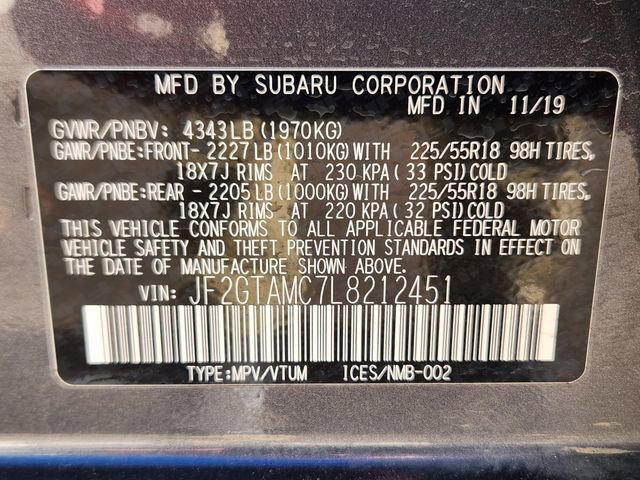 MFD BY SUBARU CORPORATION
MFD IN 11/19
GVWR/PNBV: 4343LB (1970KG)
GAWR/PNBE:FRONT- 2227LB (1010KG) WITH 225/55R18 98H TIRES,
18X7J RIMS AT 230 KPA ( 33 PSI) COLD
GAWR/PNBE:REAR - 2205LB (1000KG) WITH 225/55R18 98H TIRES,
18X7J RIMS AT 220 KPA ( 32 PSI) COLD
THIS VEHICLE CONFORMS TO ALL APPLICABLE FEDERAL MOTOR
VEHICLE SAFETY AND THEFT PREVENTION STANDARDS IN EFFECT ON
THE DATE OF MANUFACTURE SHOWN ABOVE.
VIN: JF2GTAMC7L8212451
TYPE:MPV/VTUM ICES/NMB-002